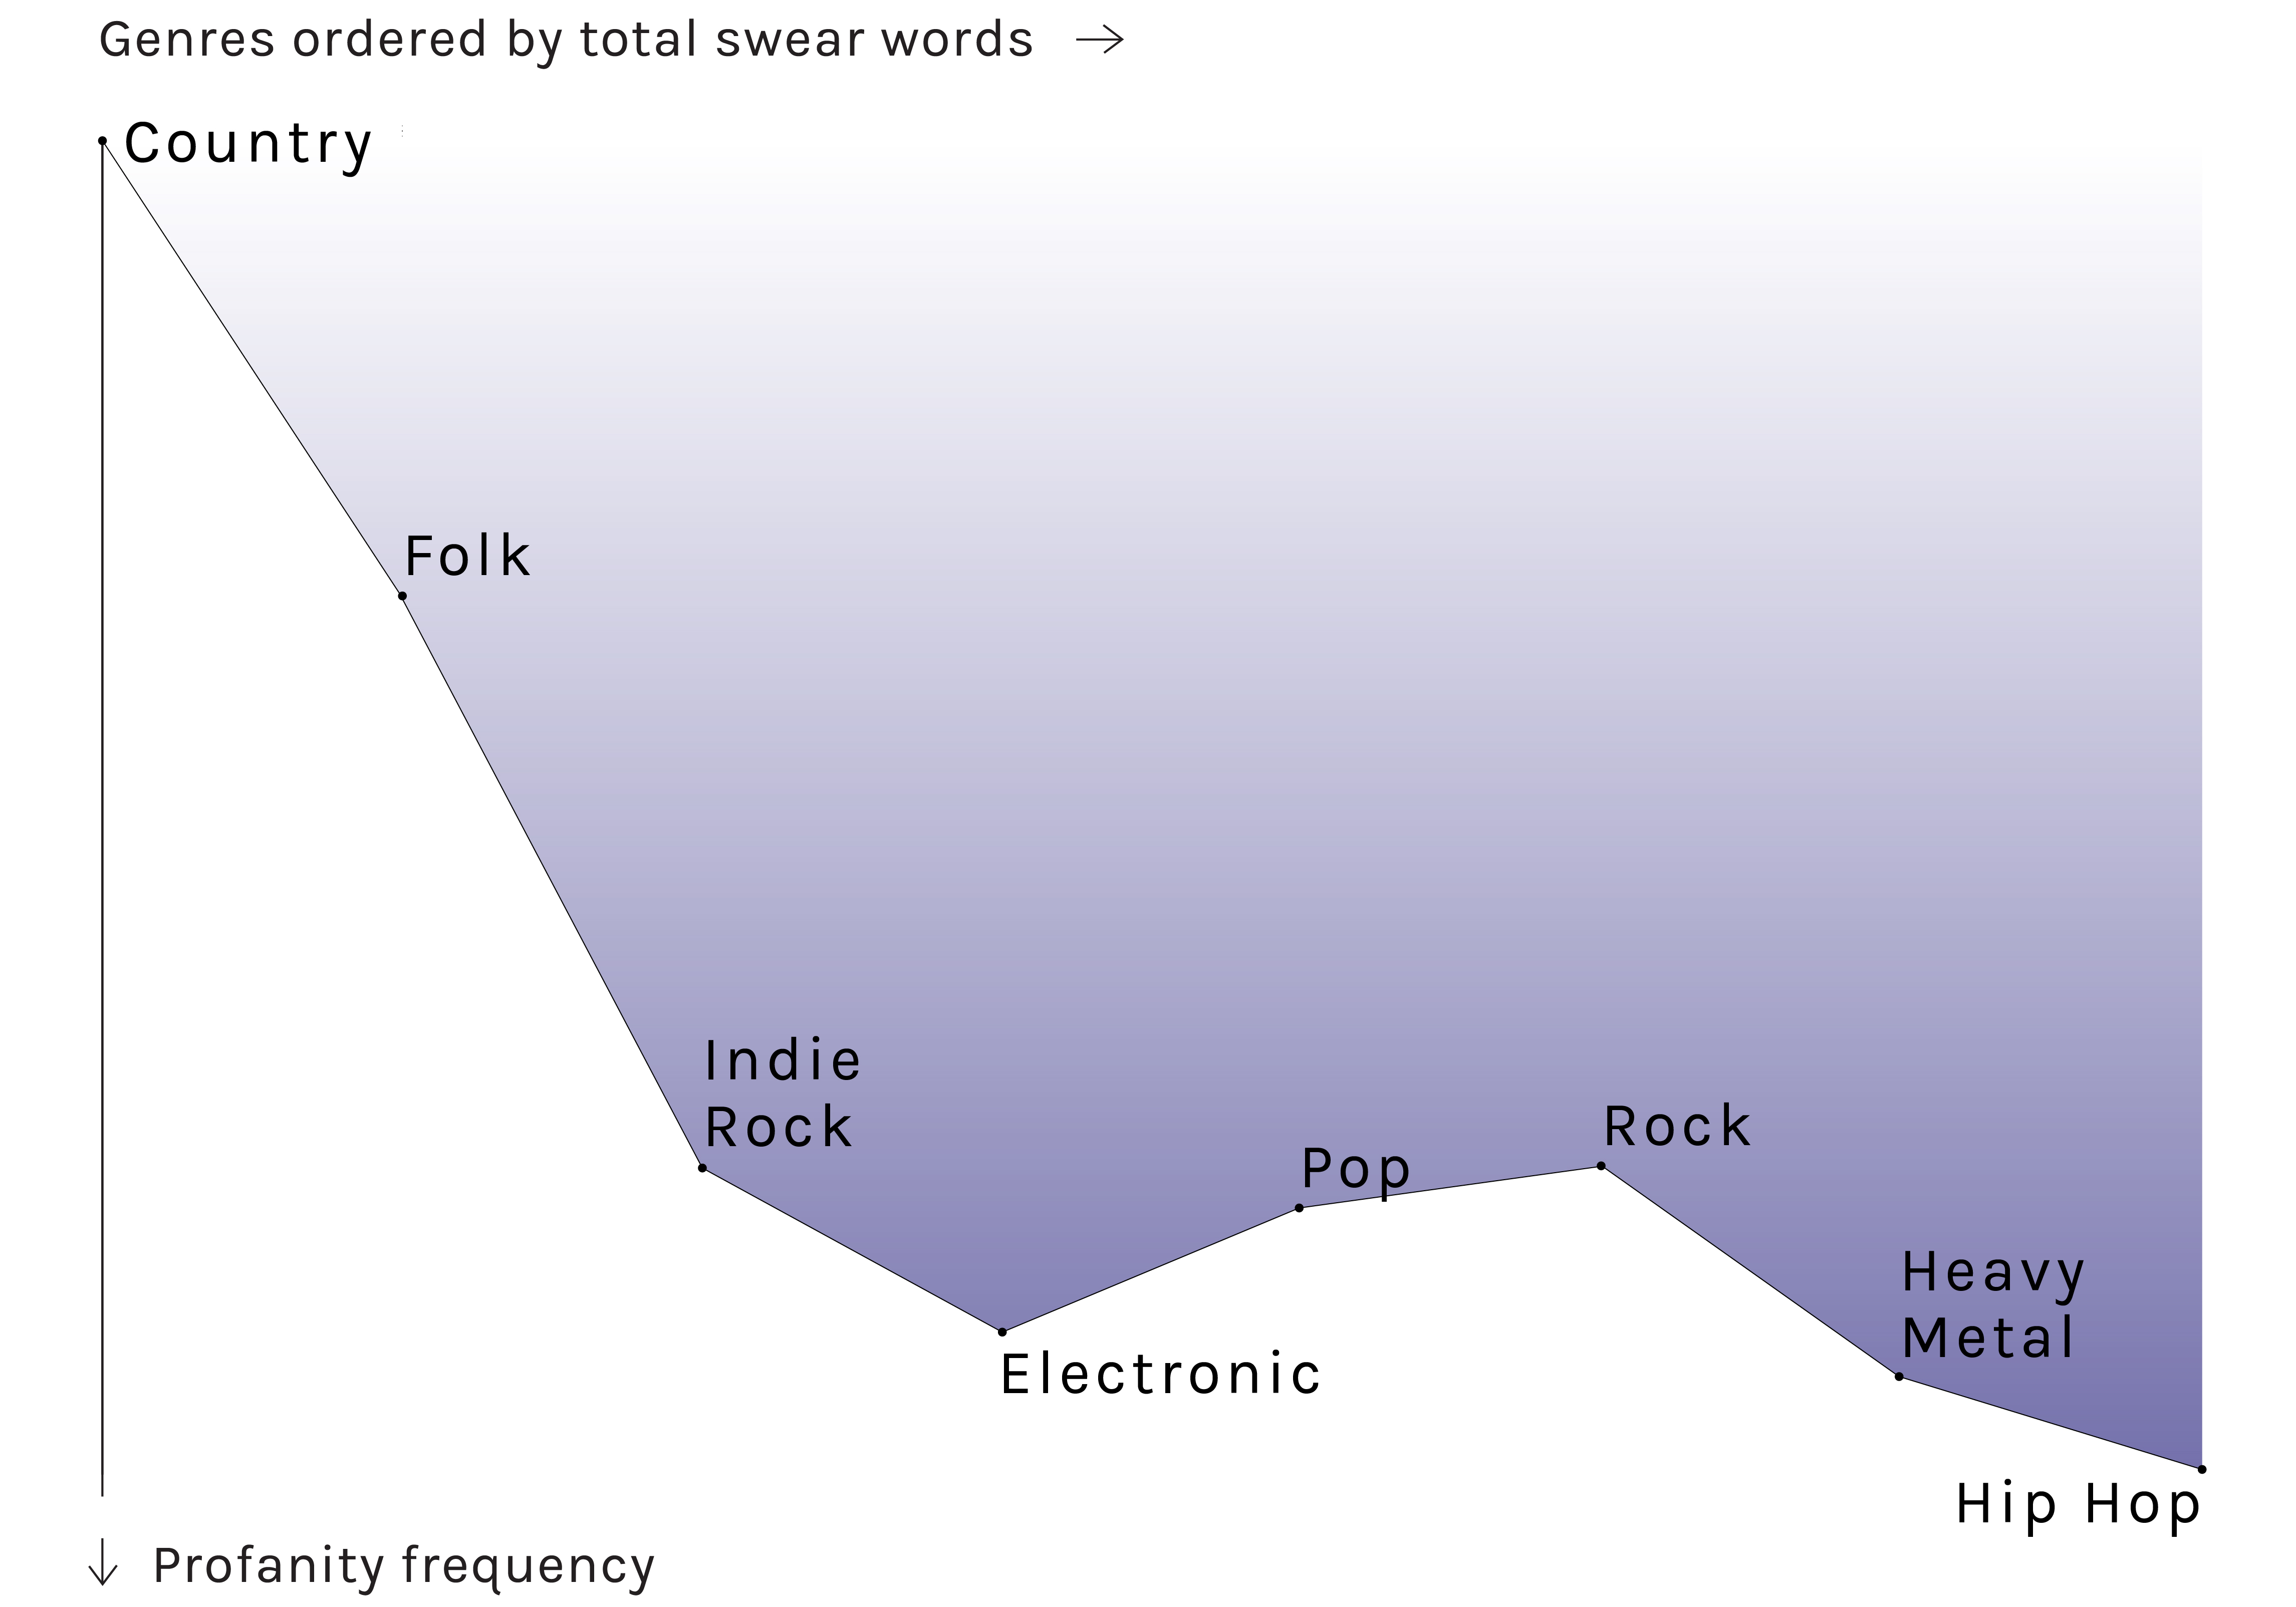 Genres ordered by total swear words →
Country
Folk
Indie
Rock
Electronic
Pop
Rock
Heavy
Metal
Hip Hop
↓ Profanity frequency